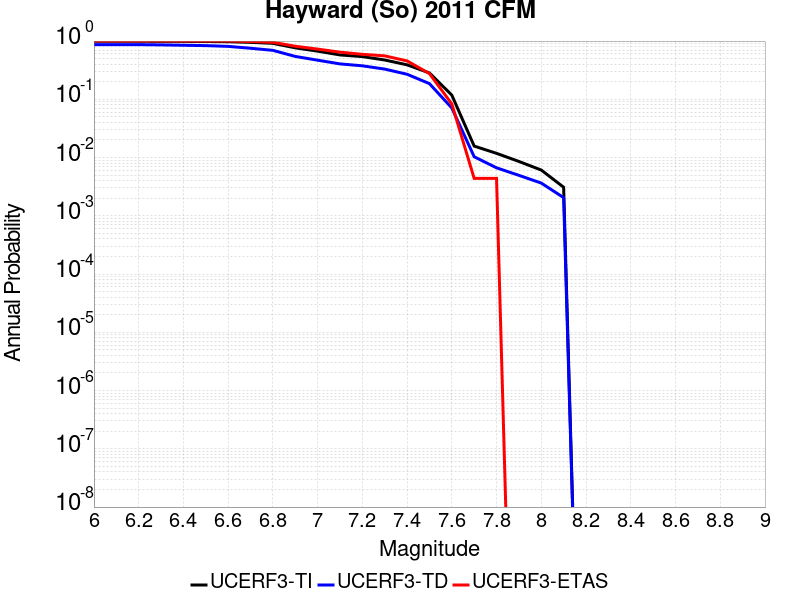 Hayward (So) 2011 CFM
10^0
10^-1
10^-2
10^-3
10^-4
10^-5
10^-6
10^-7
10^-8
Annual Probability
6 6.2 6.4 6.6 6.8 7 7.2 7.4 7.6 7.8 8 8.2 8.4 8.6 8.8 9
Magnitude
UCERF3-TI UCERF3-TD UCERF3-ETAS